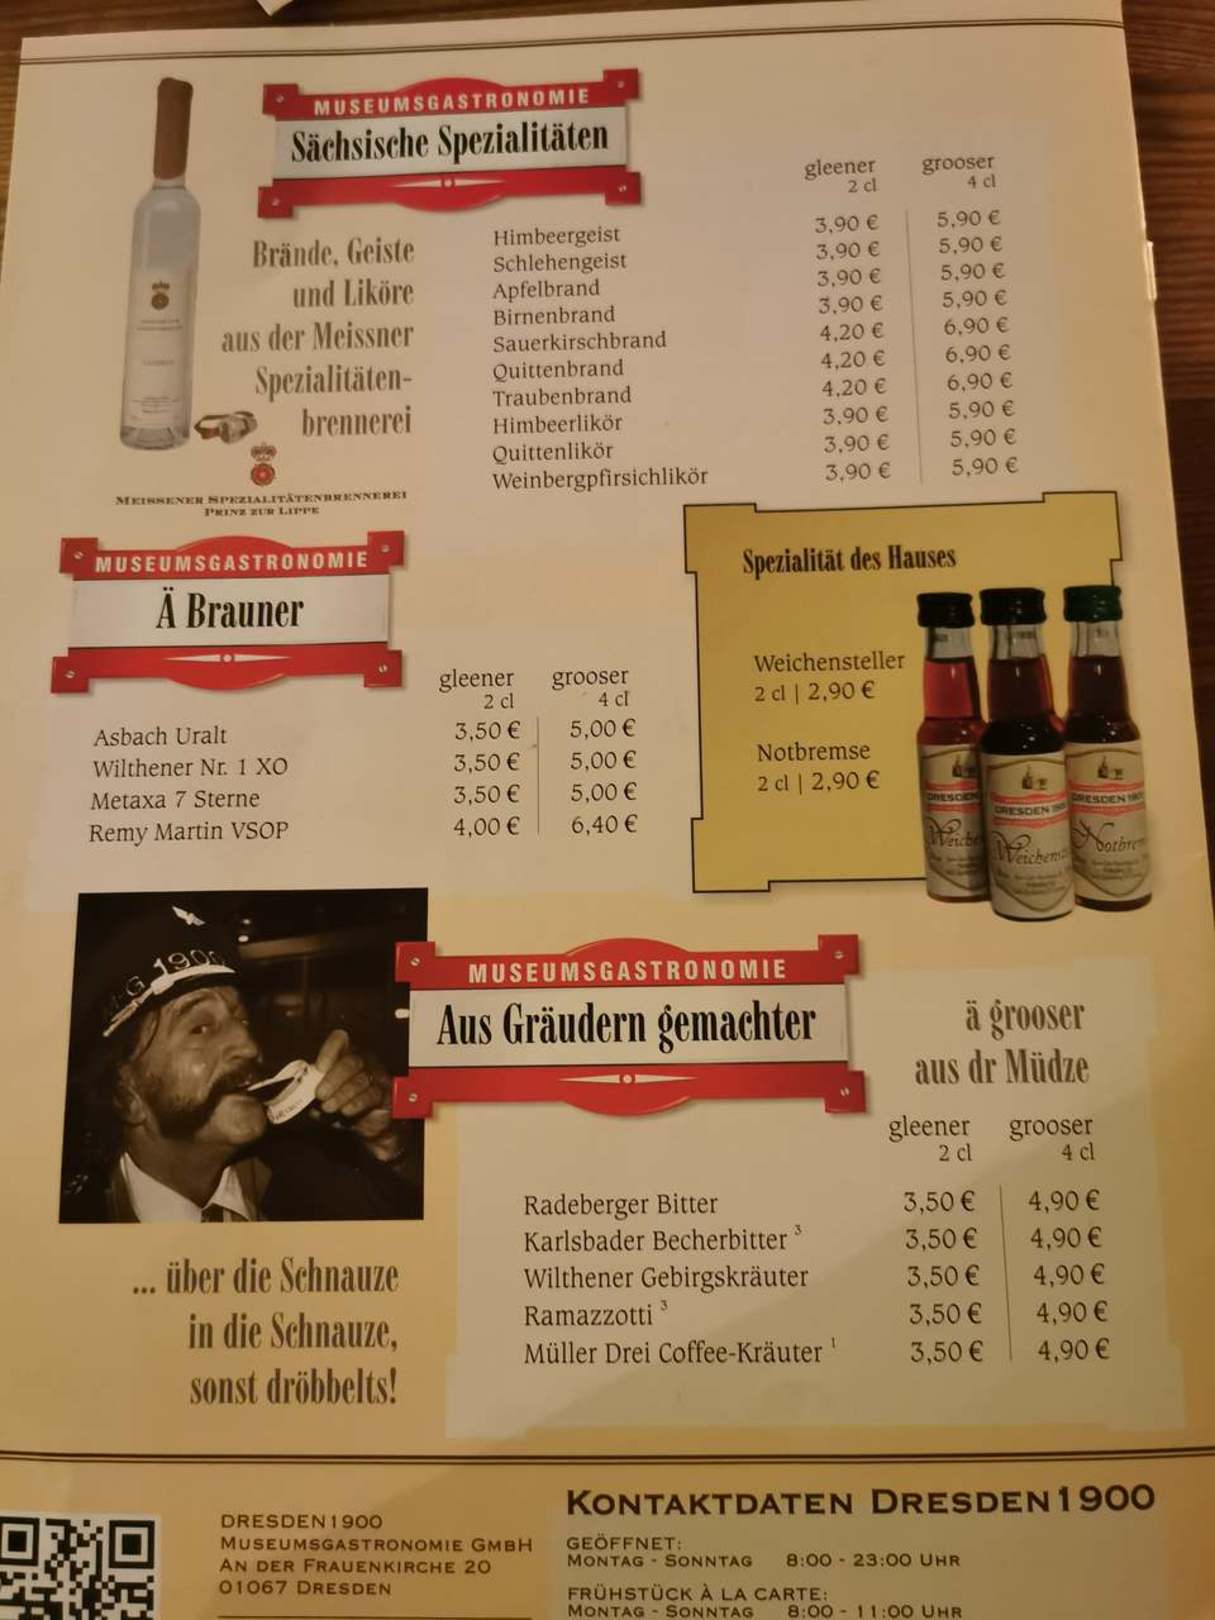 MUSEUMSGASTRONOMIE
Sächsische Spezialitäten
gleener grooser
2 cl 4 cl
Brände, Geiste
und Liköre
aus der Meissner
Spezialitäten-
brennerei
Himbeergeist 3,90 € 5,90 €
Schlehengeist 3,90 € 5,90 €
Apfelbrand 3,90 € 5,90 €
Birnenbrand 3,90 € 5,90 €
Sauerkirschbrand 4,20 € 6,90 €
Quittenbrand 4,20 € 6,90 €
Traubenbrand 4,20 € 6,90 €
Himbeerlikör 3,90 € 5,90 €
Quittenlikör 3,90 € 5,90 €
Weinbergpfirsichlikör 3,90 € 5,90 €
MEISSENER SPEZIALITÄTENBRENNEREI
PRINZ ZUR LIPPE
MUSEUMSGASTRONOMIE
Ä Brauner
gleener grooser
2 cl 4 cl
Asbach Uralt 3,50 € 5,00 €
Wilthener Nr. 1 XO 3,50 € 5,00 €
Metaxa 7 Sterne 3,50 € 5,00 €
Remy Martin VSOP 4,00 € 6,40 €
Spezialität des Hauses
Weichensteller
2 cl | 2,90 €
Notbremse
2 cl | 2,90 €
DRESDEN
DRESDEN 1900
DRESDEN 19
Weiche
Weichens
Notbrem
M-G 1900
MUSEUMSGASTRONOMIE
Aus Gräudern gemachter
ä grooser
aus dr Müdze
gleener grooser
2 cl 4 cl
Radeberger Bitter 3,50 € 4,90 €
Karlsbader Becherbitter ³ 3,50 € 4,90 €
Wilthener Gebirgskräuter 3,50 € 4,90 €
Ramazzotti ³ 3,50 € 4,90 €
Müller Drei Coffee-Kräuter ¹ 3,50 € 4,90 €
... über die Schnauze
in die Schnauze,
sonst dröbbelts!
DRESDEN1900
MUSEUMSGASTRONOMIE GMBH
AN DER FRAUENKIRCHE 20
01067 DRESDEN
KONTAKTDATEN DRESDEN1900
GEÖFFNET:
MONTAG - SONNTAG 8:00 - 23:00 UHR
FRÜHSTÜCK À LA CARTE:
MONTAG - SONNTAG 8:00 - 11:00 UHR